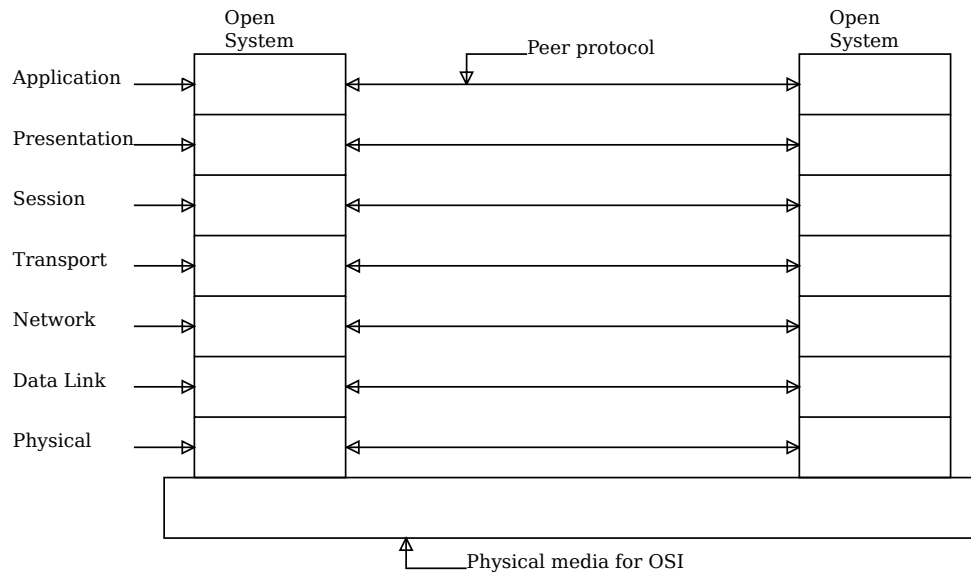 Open
System
Open
System
Peer protocol
Application
Presentation
Session
Transport
Network
Data Link
Physical
Physical media for OSI